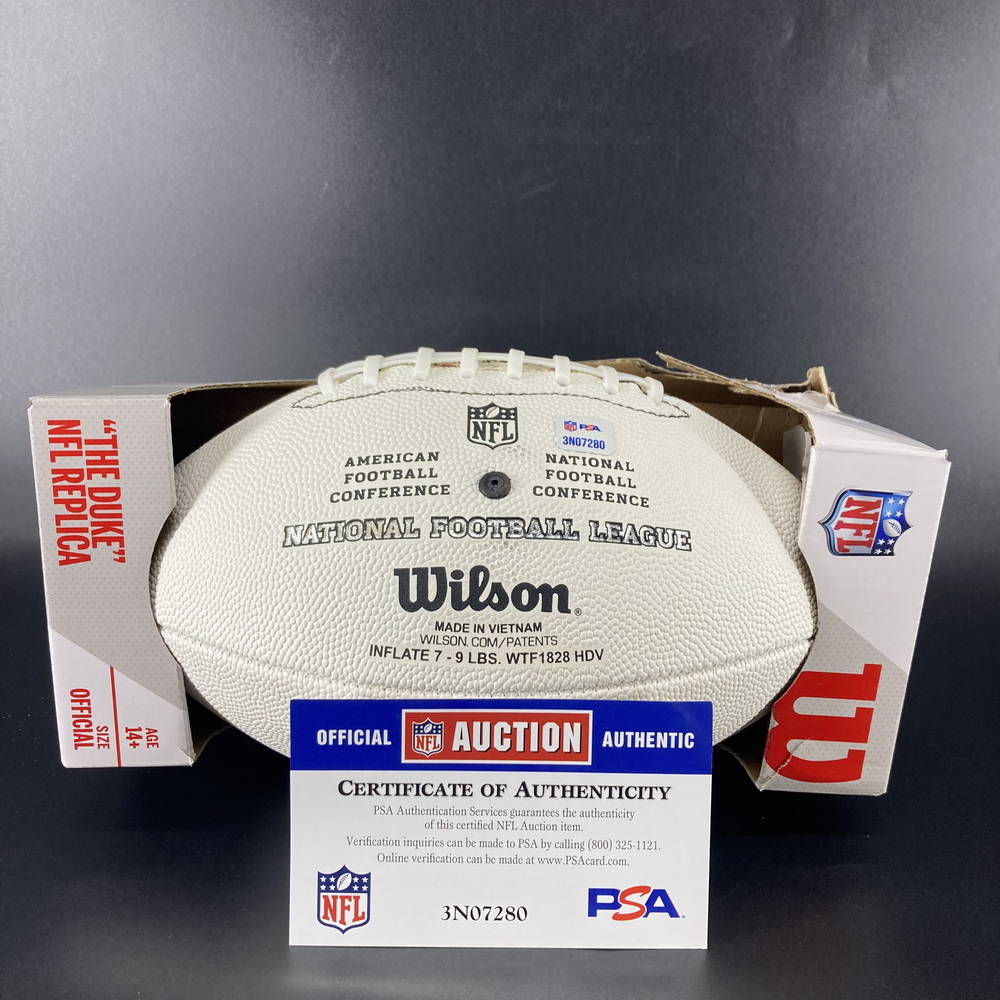 "THE DUKE"
NFL REPLICA
AGE
14+
SIZE
OFFICIAL
NFL
NFL
PSA
3N07280
AMERICAN
FOOTBALL
CONFERENCE
NATIONAL
FOOTBALL
CONFERENCE
NATIONAL FOOTBALL LEAGUE
Wilson®
MADE IN VIETNAM
WILSON.COM/PATENTS
INFLATE 7 - 9 LBS. WTF1828 HDV
NFL
W
OFFICIAL NFL AUCTION AUTHENTIC
CERTIFICATE OF AUTHENTICITY
PSA Authentication Services guarantees the authenticity
of this certified NFL Auction item.
Verification inquiries can be made to PSA by calling (800) 325-1121.
Online verification can be made at www.PSAcard.com.
NFL
3N07280
PSA